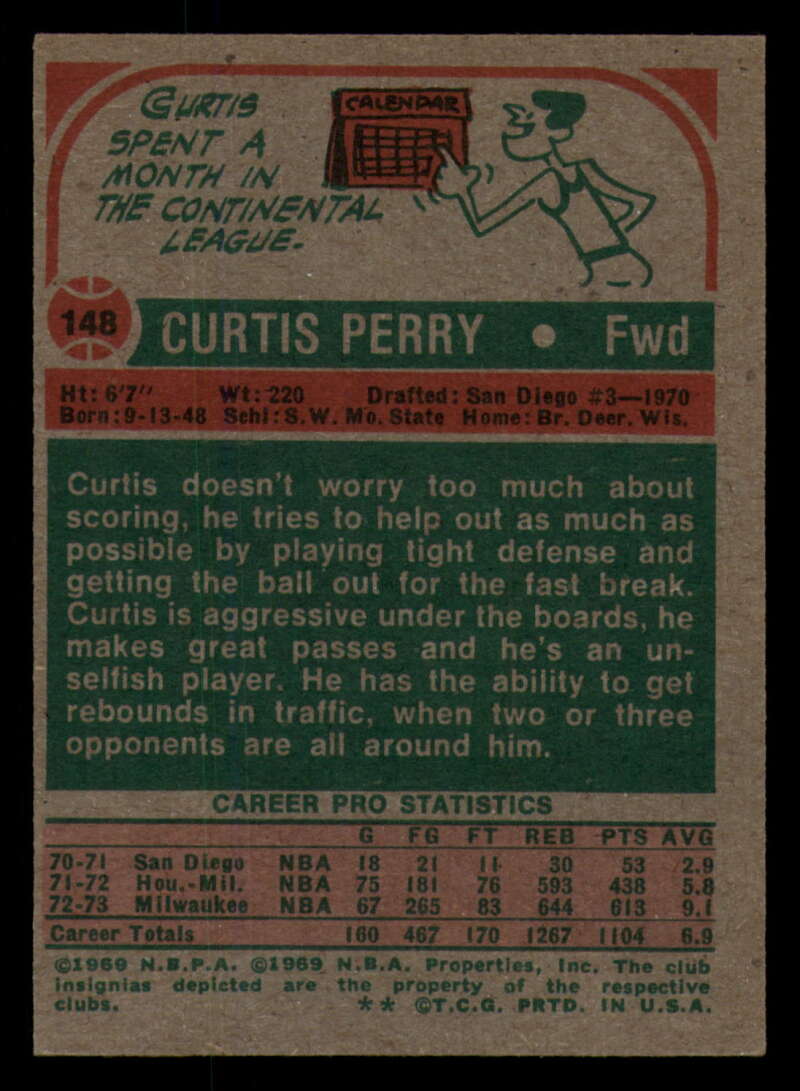 CURTIS
SPENT A
MONTH IN
THE CONTINENTAL
LEAGUE.
CALENDAR
148 CURTIS PERRY • Fwd
Ht: 6'7" Wt: 220 Drafted: San Diego #3—1970
Born: 9-13-48 Schl: S.W. Mo. State Home: Br. Deer, Wis.
Curtis doesn't worry too much about
scoring, he tries to help out as much as
possible by playing tight defense and
getting the ball out for the fast break.
Curtis is aggressive under the boards, he
makes great passes and he's an un-
selfish player. He has the ability to get
rebounds in traffic, when two or three
opponents are all around him.
CAREER PRO STATISTICS
G FG FT REB PTS AVG
70-71 San Diego NBA 18 21 11 30 53 2.9
71-72 Hou.-Mil. NBA 75 181 76 593 438 5.8
72-73 Milwaukee NBA 67 265 83 644 613 9.1
Career Totals 160 467 170 1267 1104 6.9
©1969 N.B.P.A. ©1969 N.B.A. Properties, Inc. The club
insignias depicted are the property of the respective
clubs. ** ©T.C.G. PRTD. IN U.S.A.